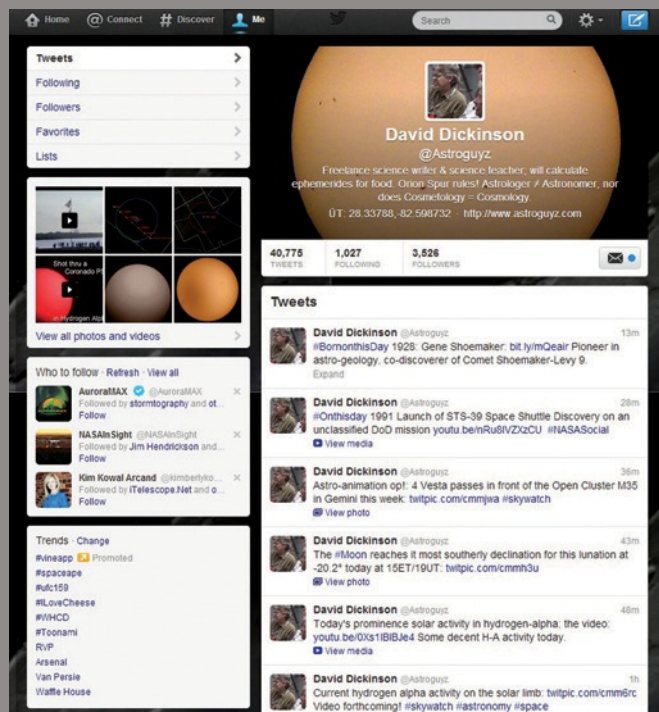 Home @ Connect # Discover Me Search
Tweets
Following
Followers
Favorites
Lists
Shot thru a
Coronado PS
in Hydrogen Alp
View all photos and videos
Who to follow · Refresh · View all
AuroraMAX @AuroraMAX
Followed by stormtography and ot...
Follow
NASAInSight @NASAInSight
Followed by Jim Hendrickson and...
Follow
Kim Kowal Arcand @kimberlyko...
Followed by iTelescope.Net and o...
Follow
Trends · Change
#vineapp Promoted
#spaceape
#ufc159
#ILoveCheese
#WHCD
#Toonami
RVP
Arsenal
Van Persie
Waffle House
David Dickinson
@Astroguyz
Freelance science writer & science teacher; will calculate
ephemerides for food. Orion Spur rules! Astrologer ≠ Astronomer, nor
does Cosmetology = Cosmology.
ÜT: 28.33788,-82.598732 · http://www.astroguyz.com
40,775 1,027 3,526
TWEETS FOLLOWING FOLLOWERS
Tweets
David Dickinson @Astroguyz 13m
#BornonthisDay 1928: Gene Shoemaker: bit.ly/mQeair Pioneer in
astro-geology, co-discoverer of Comet Shoemaker-Levy 9.
Expand
David Dickinson @Astroguyz 28m
#Onthisday 1991 Launch of STS-39 Space Shuttle Discovery on an
unclassified DoD mission youtu.be/nRu8IVZXzCU #NASASocial
View media
David Dickinson @Astroguyz 36m
Astro-animation op!: 4 Vesta passes in front of the Open Cluster M35
in Gemini this week: twitpic.com/cmmjwa #skywatch
View photo
David Dickinson @Astroguyz 43m
The #Moon reaches it most southerly declination for this lunation at
-20.2° today at 15ET/19UT: twitpic.com/cmmh3u
View photo
David Dickinson @Astroguyz 48m
Today's prominence solar activity in hydrogen-alpha; the video:
youtu.be/0Xs1lBlBJe4 Some decent H-A activity today.
View media
David Dickinson @Astroguyz 1h
Current hydrogen alpha activity on the solar limb: twitpic.com/cmm6rc
Video forthcoming! #skywatch #astronomy #space